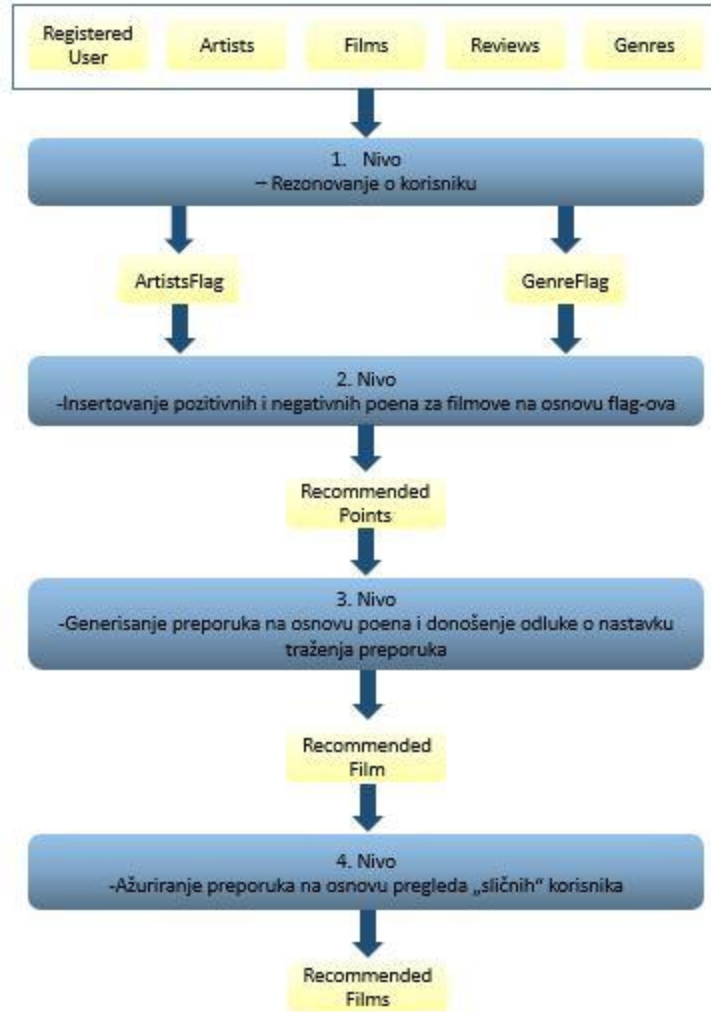 Registered
User
Artists
Films
Reviews
Genres
1. Nivo
– Rezonovanje o korisniku
ArtistsFlag
GenreFlag
2. Nivo
-Insertovanje pozitivnih i negativnih poena za filmove na osnovu flag-ova
Recommended
Points
3. Nivo
-Generisanje preporuka na osnovu poena i donošenje odluke o nastavku
traženja preporuka
Recommended
Film
4. Nivo
-Ažuriranje preporuka na osnovu pregleda „sličnih“ korisnika
Recommended
Films